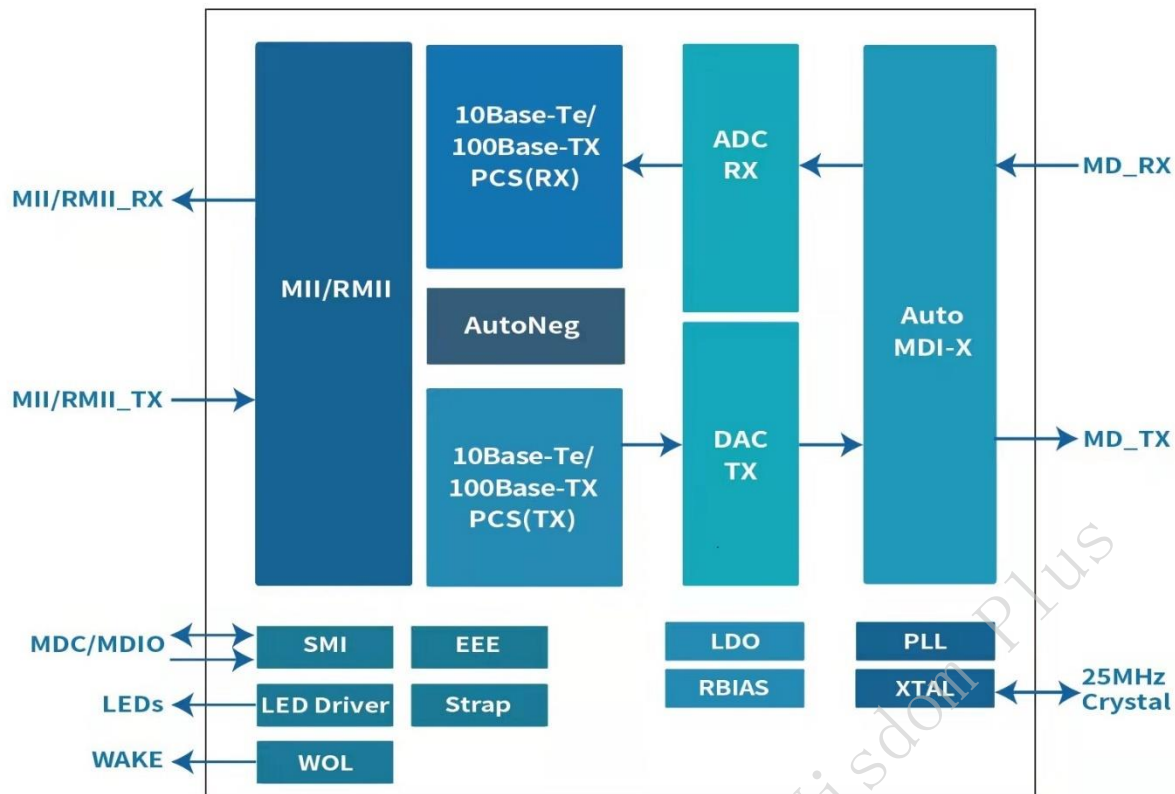 10Base-Te/
100Base-TX
PCS(RX)
ADC
RX
MD_RX
MII/RMII_RX
MII/RMII
AutoNeg
Auto
MDI-X
MII/RMII_TX
10Base-Te/
100Base-TX
PCS(TX)
DAC
TX
MD_TX
MDC/MDIO
SMI
EEE
LDO
PLL
LEDs
LED Driver
Strap
RBIAS
XTAL
25MHz
Crystal
WAKE
WOL
isdom Plus